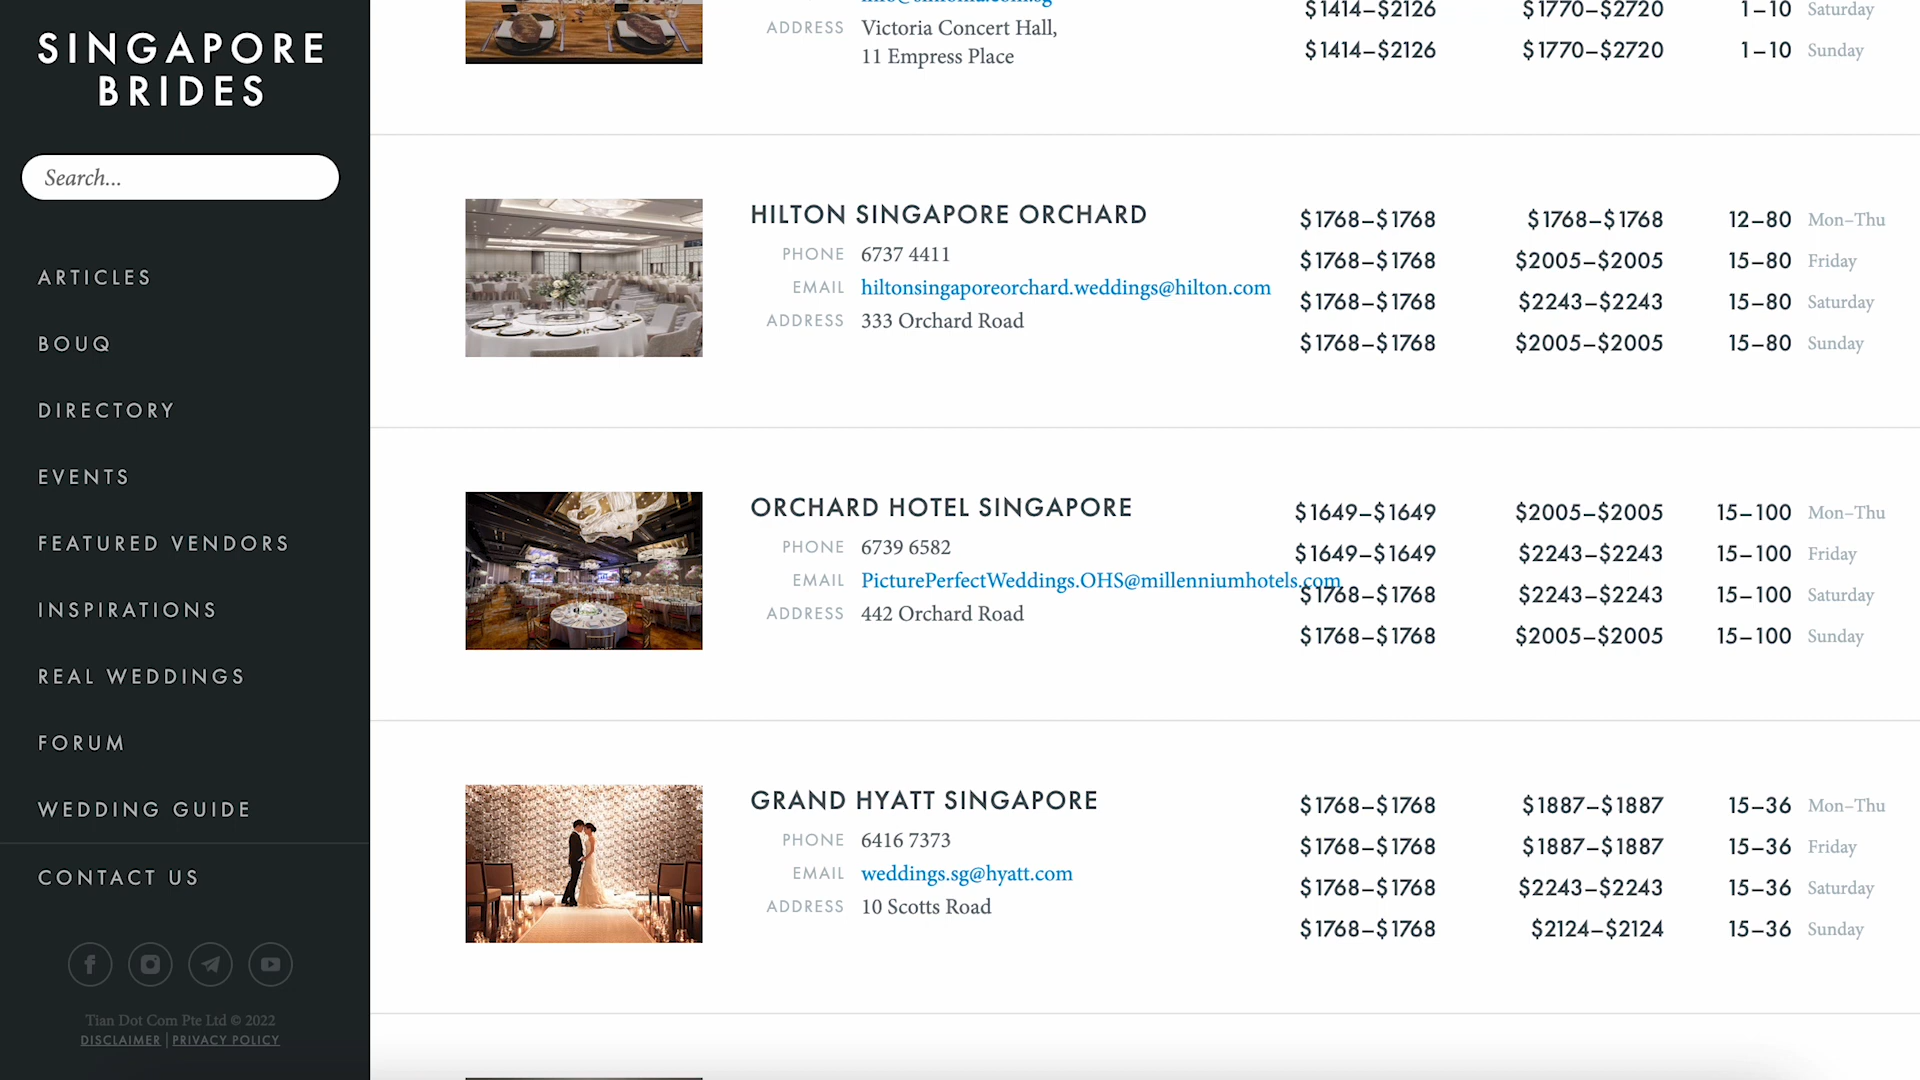 SINGAPORE
BRIDES
Search...
ARTICLES
BOUQ
DIRECTORY
EVENTS
FEATURED VENDORS
INSPIRATIONS
REAL WEDDINGS
FORUM
WEDDING GUIDE
CONTACT US
Tian Dot Com Pte Ltd © 2022
DISCLAIMER | PRIVACY POLICY
$1414–$2126 $1770–$2720 1–10 Saturday
ADDRESS Victoria Concert Hall,
11 Empress Place
$1414–$2126 $1770–$2720 1–10 Sunday
HILTON SINGAPORE ORCHARD
PHONE 6737 4411
EMAIL hiltonsingaporeorchard.weddings@hilton.com
ADDRESS 333 Orchard Road
$1768–$1768 $1768–$1768 12–80 Mon–Thu
$1768–$1768 $2005–$2005 15–80 Friday
$1768–$1768 $2243–$2243 15–80 Saturday
$1768–$1768 $2005–$2005 15–80 Sunday
ORCHARD HOTEL SINGAPORE
PHONE 6739 6582
EMAIL PicturePerfectWeddings.OHS@millenniumhotels.com
ADDRESS 442 Orchard Road
$1649–$1649 $2005–$2005 15–100 Mon–Thu
$1649–$1649 $2243–$2243 15–100 Friday
$1768–$1768 $2243–$2243 15–100 Saturday
$1768–$1768 $2005–$2005 15–100 Sunday
GRAND HYATT SINGAPORE
PHONE 6416 7373
EMAIL weddings.sg@hyatt.com
ADDRESS 10 Scotts Road
$1768–$1768 $1887–$1887 15–36 Mon–Thu
$1768–$1768 $1887–$1887 15–36 Friday
$1768–$1768 $2243–$2243 15–36 Saturday
$1768–$1768 $2124–$2124 15–36 Sunday